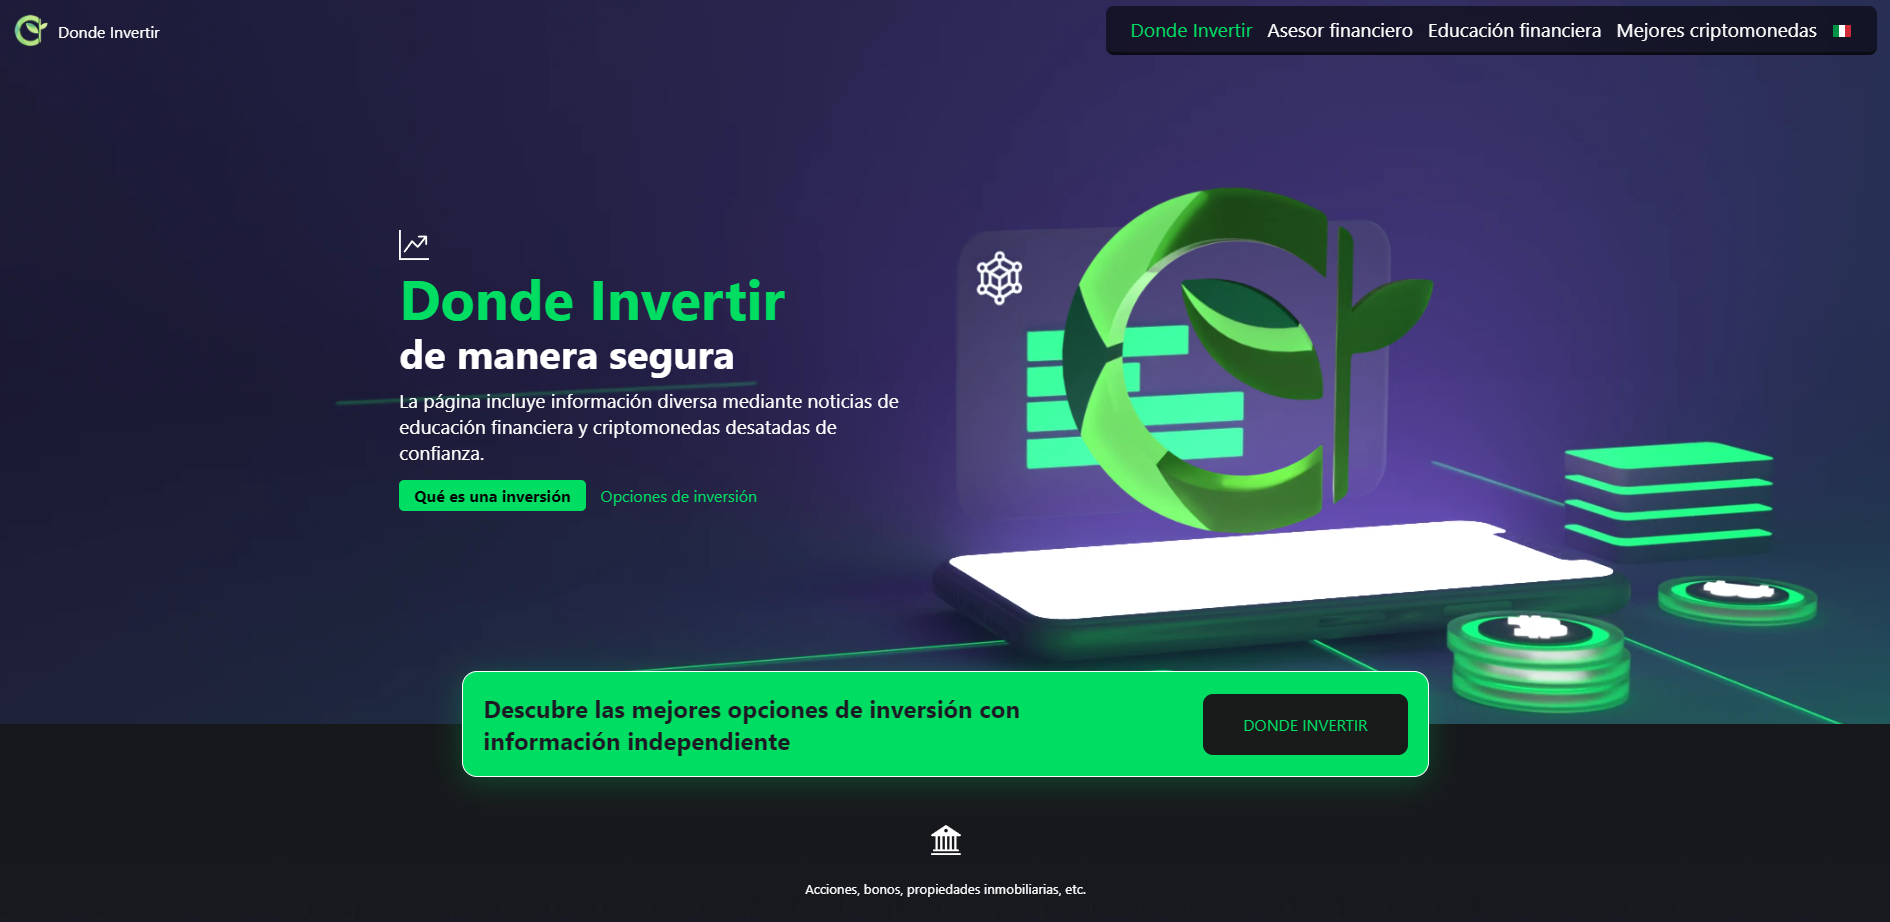 Donde Invertir
Donde Invertir Asesor financiero Educación financiera Mejores criptomonedas
Donde Invertir
de manera segura
La página incluye información diversa mediante noticias de
educación financiera y criptomonedas desatadas de
confianza.
Qué es una inversión Opciones de inversión
Descubre las mejores opciones de inversión con
información independiente
DONDE INVERTIR
Acciones, bonos, propiedades inmobiliarias, etc.